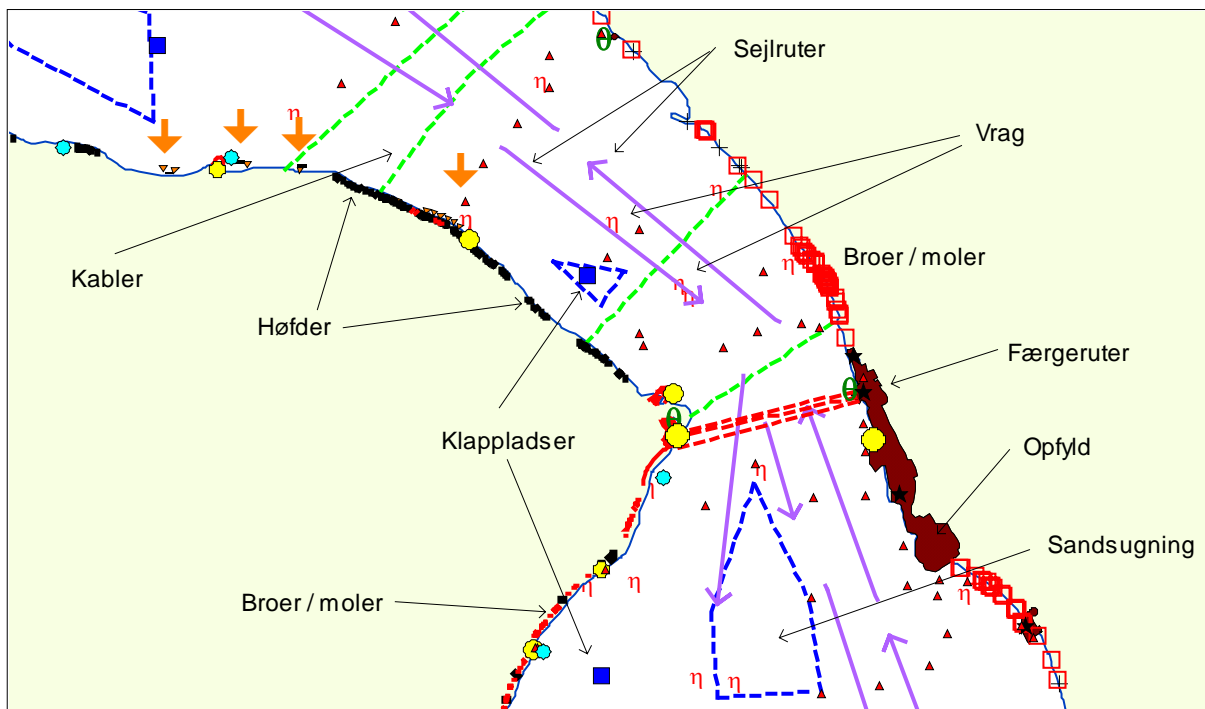 Sejlruter
Vrag
Kabler
Broer / moler
Høfder
Færgeruter
Klappladser
Opfyld
Sandsugning
Broer / moler